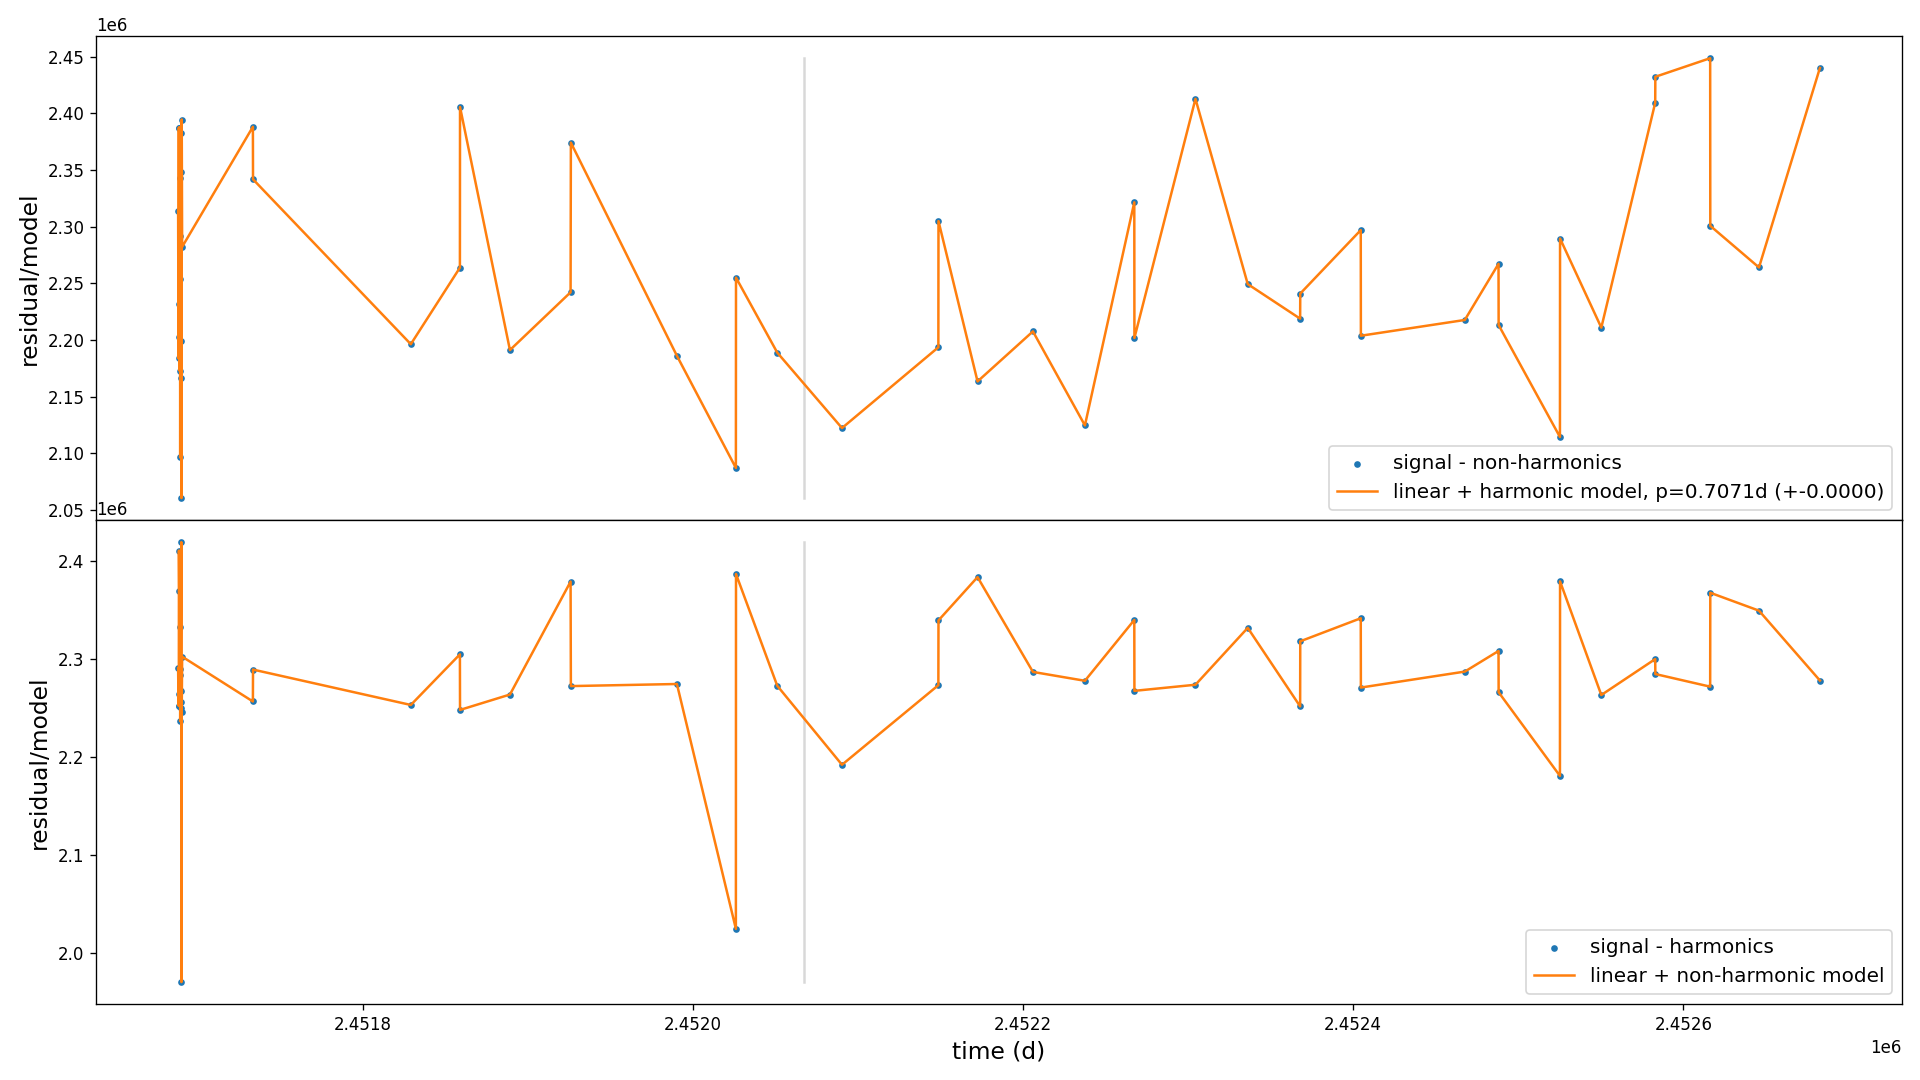 1e6
2.45
2.40
2.35
2.30
2.25
2.20
2.15
2.10
2.05
residual/model
signal - non-harmonics
linear + harmonic model, p=0.7071d (+-0.0000)
1e6
2.4
2.3
2.2
2.1
2.0
residual/model
signal - harmonics
linear + non-harmonic model
2.4518 2.4520 2.4522 2.4524 2.4526
1e6
time (d)